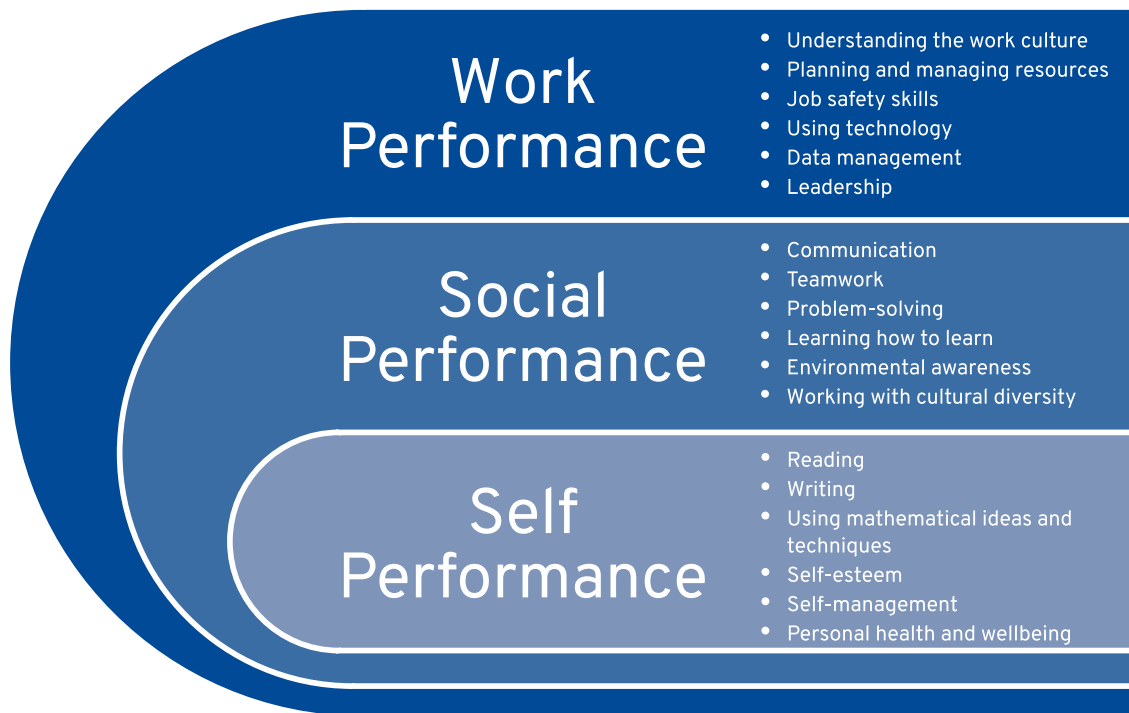 Work
Performance
• Understanding the work culture
• Planning and managing resources
• Job safety skills
• Using technology
• Data management
• Leadership
Social
Performance
• Communication
• Teamwork
• Problem-solving
• Learning how to learn
• Environmental awareness
• Working with cultural diversity
Self
Performance
• Reading
• Writing
• Using mathematical ideas and
techniques
• Self-esteem
• Self-management
• Personal health and wellbeing